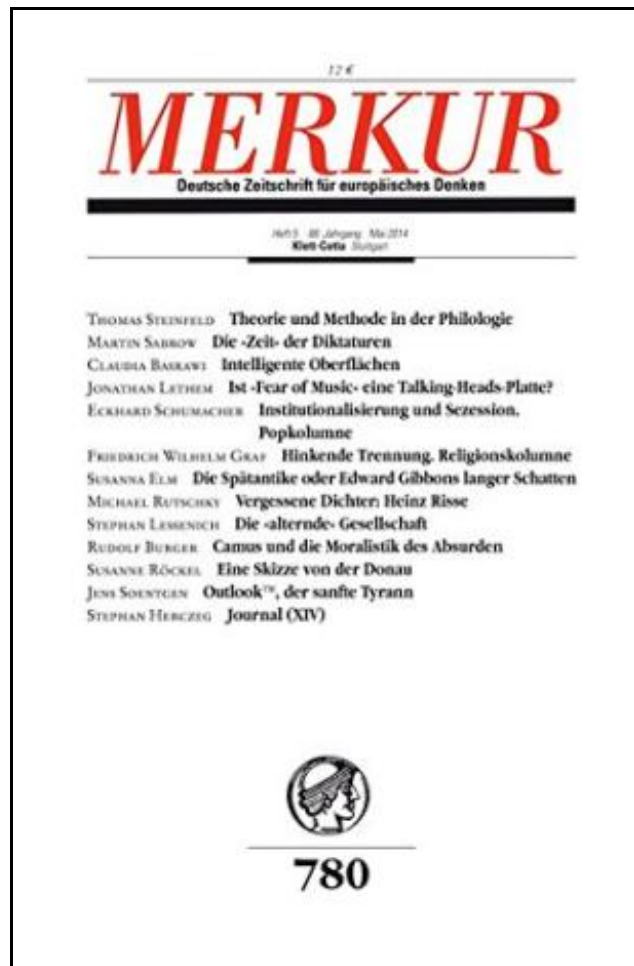 12 €
MERKUR
Deutsche Zeitschrift für europäisches Denken
Heft 5 68. Jahrgang Mai 2014
Klett-Cotta Stuttgart
THOMAS STEINFELD Theorie und Methode in der Philologie
MARTIN SABROW Die ›Zeit‹ der Diktaturen
CLAUDIA BASRAWI Intelligente Oberflächen
JONATHAN LETHEM Ist ›Fear of Music‹ eine Talking-Heads-Platte?
ECKHARD SCHUMACHER Institutionalisierung und Sezession.
Popkolumne
FRIEDRICH WILHELM GRAF Hinkende Trennung. Religionskolumne
SUSANNA ELM Die Spätantike oder Edward Gibbons langer Schatten
MICHAEL RUTSCHKY Vergessene Dichter: Heinz Risse
STEPHAN LESSENICH Die ›alternde‹ Gesellschaft
RUDOLF BURGER Camus und die Moralistik des Absurden
SUSANNE RÖCKEL Eine Skizze von der Donau
JENS SOENTGEN Outlook™, der sanfte Tyrann
STEPHAN HERCZEG Journal (XIV)
780